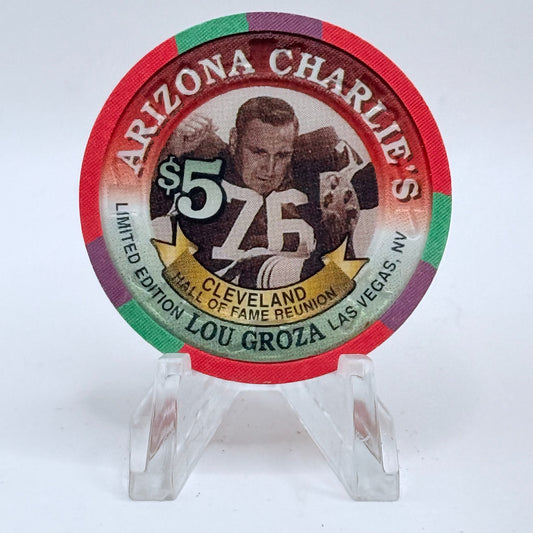 ARIZONA CHARLIE'S
$5
76
CLEVELAND
HALL OF FAME REUNION
LIMITED EDITION LOU GROZA LAS VEGAS, NV